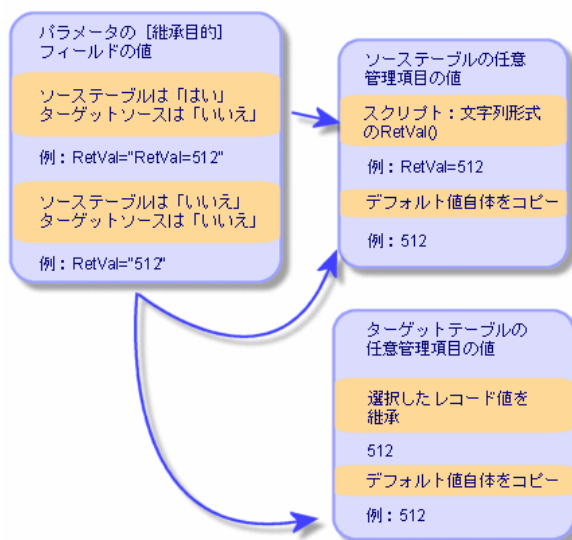 パラメータの［継承目的］
フィールドの値
ソーステーブルは「はい」
ターゲットソースは「いいえ」
例：RetVal="RetVal=512"
ソーステーブルは「いいえ」
ターゲットソースは「いいえ」
例：RetVal="512"
ソーステーブルの任意
管理項目の値
スクリプト：文字列形式
のRetVal()
例：RetVal=512
デフォルト値自体をコピー
例：512
ターゲットテーブルの
任意管理項目の値
選択したレコード値を
継承
512
デフォルト値自体をコピー
例：512